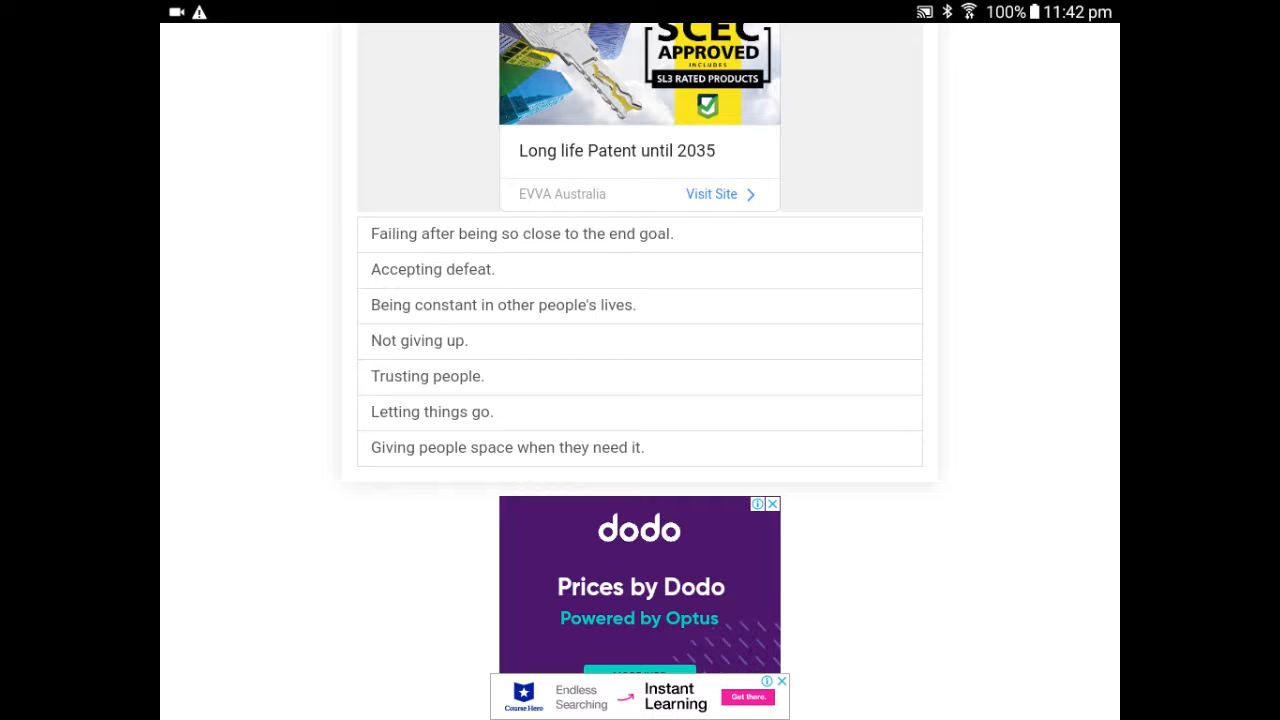 100% 11:42 pm
SCEC
APPROVED
INCLUDES
SL3 RATED PRODUCTS
Long life Patent until 2035
EVVA Australia Visit Site
Failing after being so close to the end goal.
Accepting defeat.
Being constant in other people's lives.
Not giving up.
Trusting people.
Letting things go.
Giving people space when they need it.
dodo
Prices by Dodo
Powered by Optus
Course Hero
Endless
Searching
Instant
Learning
Get there.